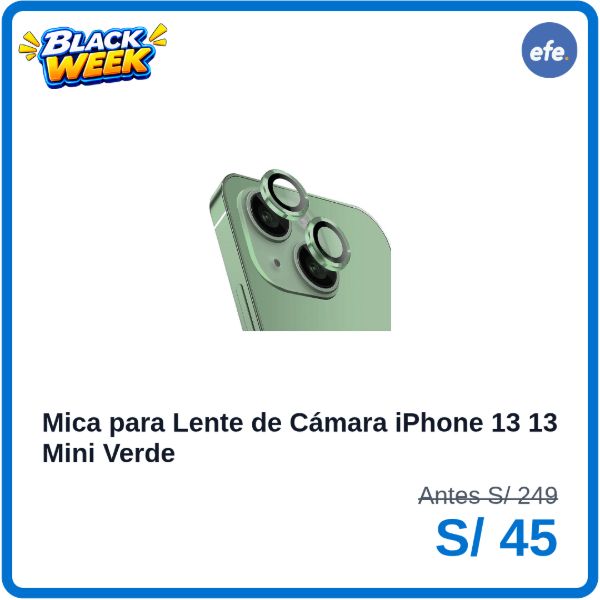 BLACK
WEEK
efe.
Mica para Lente de Cámara iPhone 13 13
Mini Verde
Antes S/ 249
S/ 45